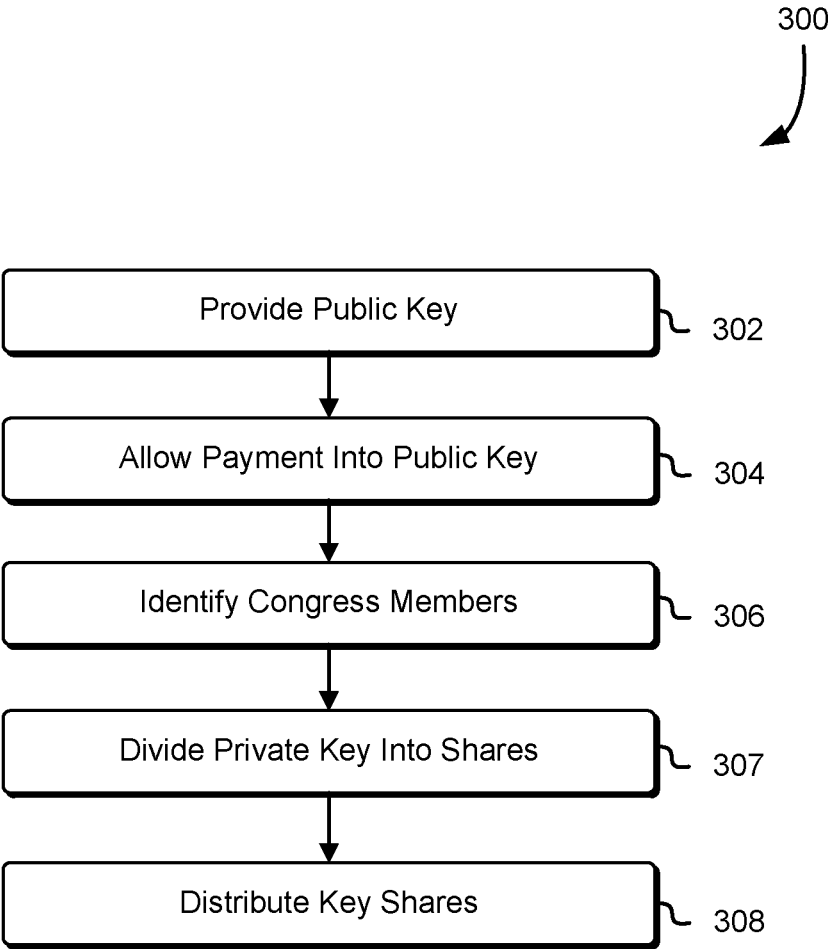 300
Provide Public Key
302
Allow Payment Into Public Key
304
Identify Congress Members
306
Divide Private Key Into Shares
307
Distribute Key Shares
308